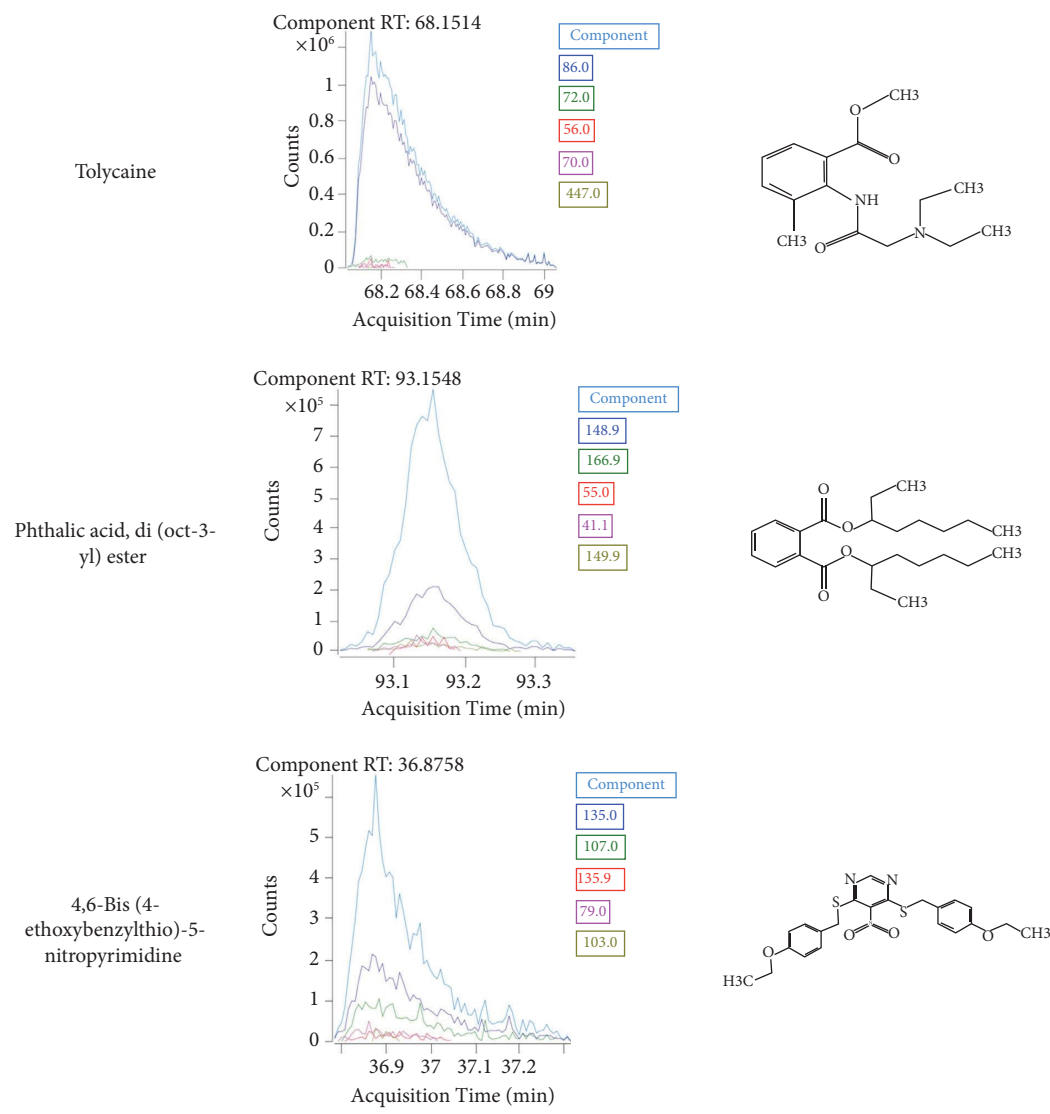 Tolycaine
Component RT: 68.1514
×10⁶
1
0.8
0.6
0.4
0.2
0
Counts
68.2 68.4 68.6 68.8 69
Acquisition Time (min)
Component
86.0
72.0
56.0
70.0
447.0
CH3
O
O
NH
CH3
CH3
N
CH3
O
Phthalic acid, di (oct-3-
yl) ester
Component RT: 93.1548
×10⁵
7
6
5
4
3
2
1
0
Counts
93.1 93.2 93.3
Acquisition Time (min)
Component
148.9
166.9
55.0
41.1
149.9
O
CH3
O
CH3
O
CH3
O
CH3
4,6-Bis (4-
ethoxybenzylthio)-5-
nitropyrimidine
Component RT: 36.8758
×10⁵
5
4
3
2
1
0
Counts
36.9 37 37.1 37.2
Acquisition Time (min)
Component
135.0
107.0
135.9
79.0
103.0
N N
S
S
O O
O
CH3
O
H3C